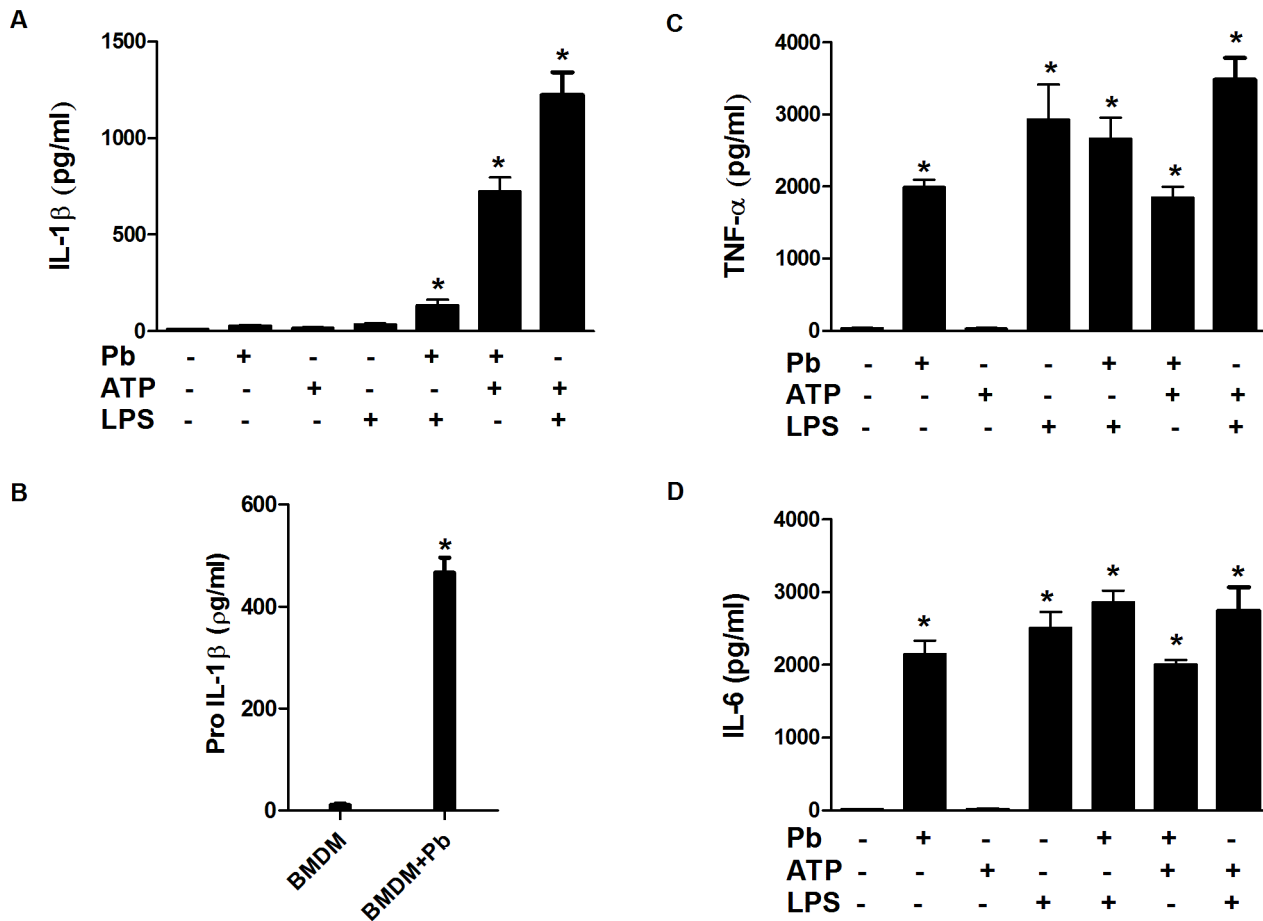 A
IL-1β (pg/ml)
1500
1000
500
0
* * *
Pb - + - - + + -
ATP - - + - - + +
LPS - - - + + - +
B
Pro IL-1β (ρg/ml)
600
400
200
0
*
BMDM
BMDM+Pb
C
TNF-α (pg/ml)
4000
3000
2000
1000
0
* * * * *
Pb - + - - + + -
ATP - - + - - + +
LPS - - - + + - +
D
IL-6 (pg/ml)
4000
3000
2000
1000
0
* * * * *
Pb - + - - + + -
ATP - - + - - + +
LPS - - - + + - +